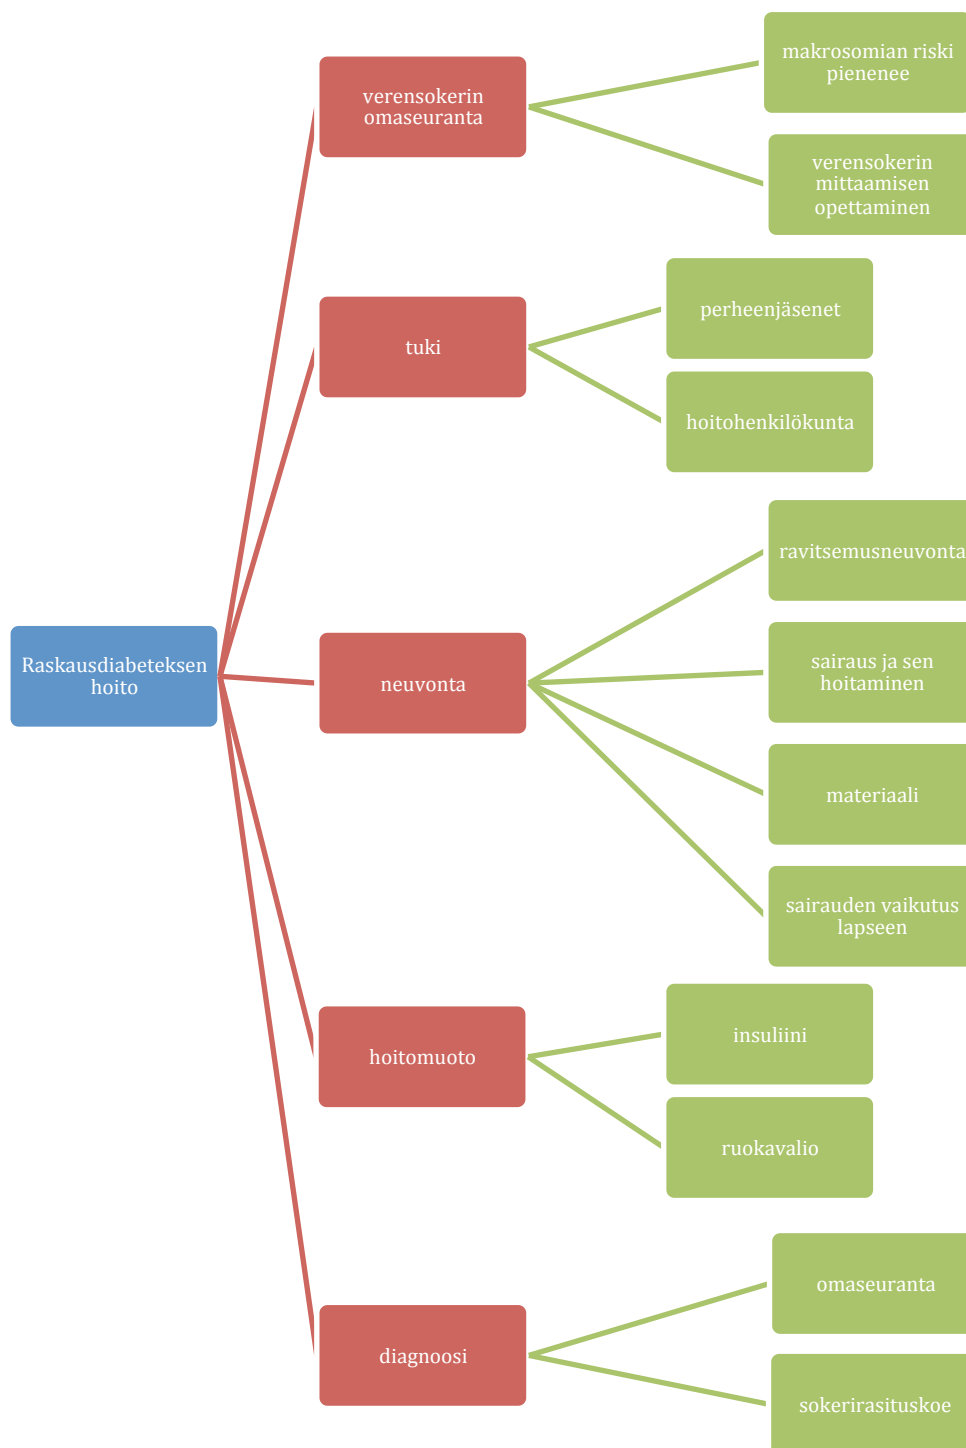 Raskausdiabeteksen
hoito
verensokerin
omaseuranta
makrosomian riski
pienenee
verensokerin
mittaamisen
opettaminen
tuki
perheenjäsenet
hoitohenkilökunta
neuvonta
ravitsemusneuvonta
sairaus ja sen
hoitaminen
materiaali
sairauden vaikutus
lapseen
hoitomuoto
insuliini
ruokavalio
diagnoosi
omaseuranta
sokerirasituskoe